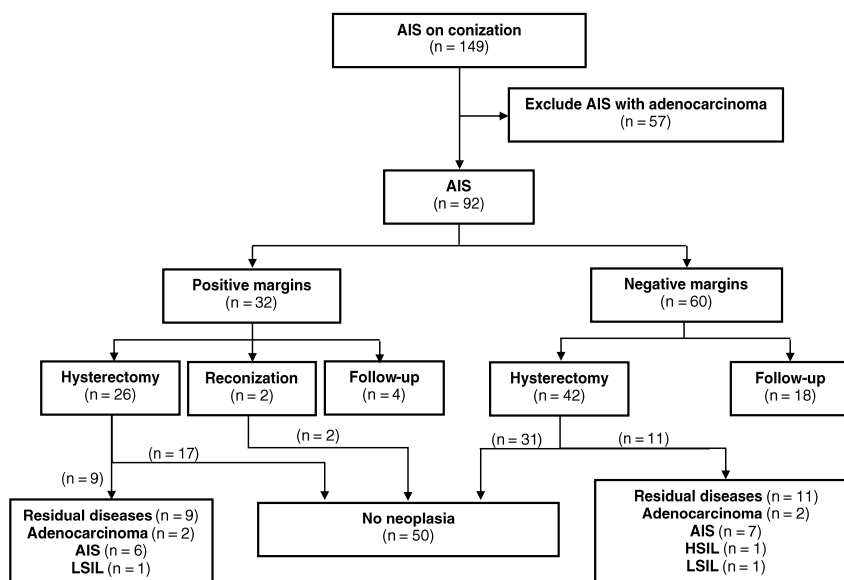 AIS on conization
(n = 149)
Exclude AIS with adenocarcinoma
(n = 57)
AIS
(n = 92)
Positive margins
(n = 32)
Negative margins
(n = 60)
Hysterectomy
(n = 26)
Reconization
(n = 2)
Follow-up
(n = 4)
Hysterectomy
(n = 42)
Follow-up
(n = 18)
(n = 9)
(n = 17)
(n = 2)
(n = 31)
(n = 11)
Residual diseases (n = 9)
Adenocarcinoma (n = 2)
AIS (n = 6)
LSIL (n = 1)
No neoplasia
(n = 50)
Residual diseases (n = 11)
Adenocarcinoma (n = 2)
AIS (n = 7)
HSIL (n = 1)
LSIL (n = 1)